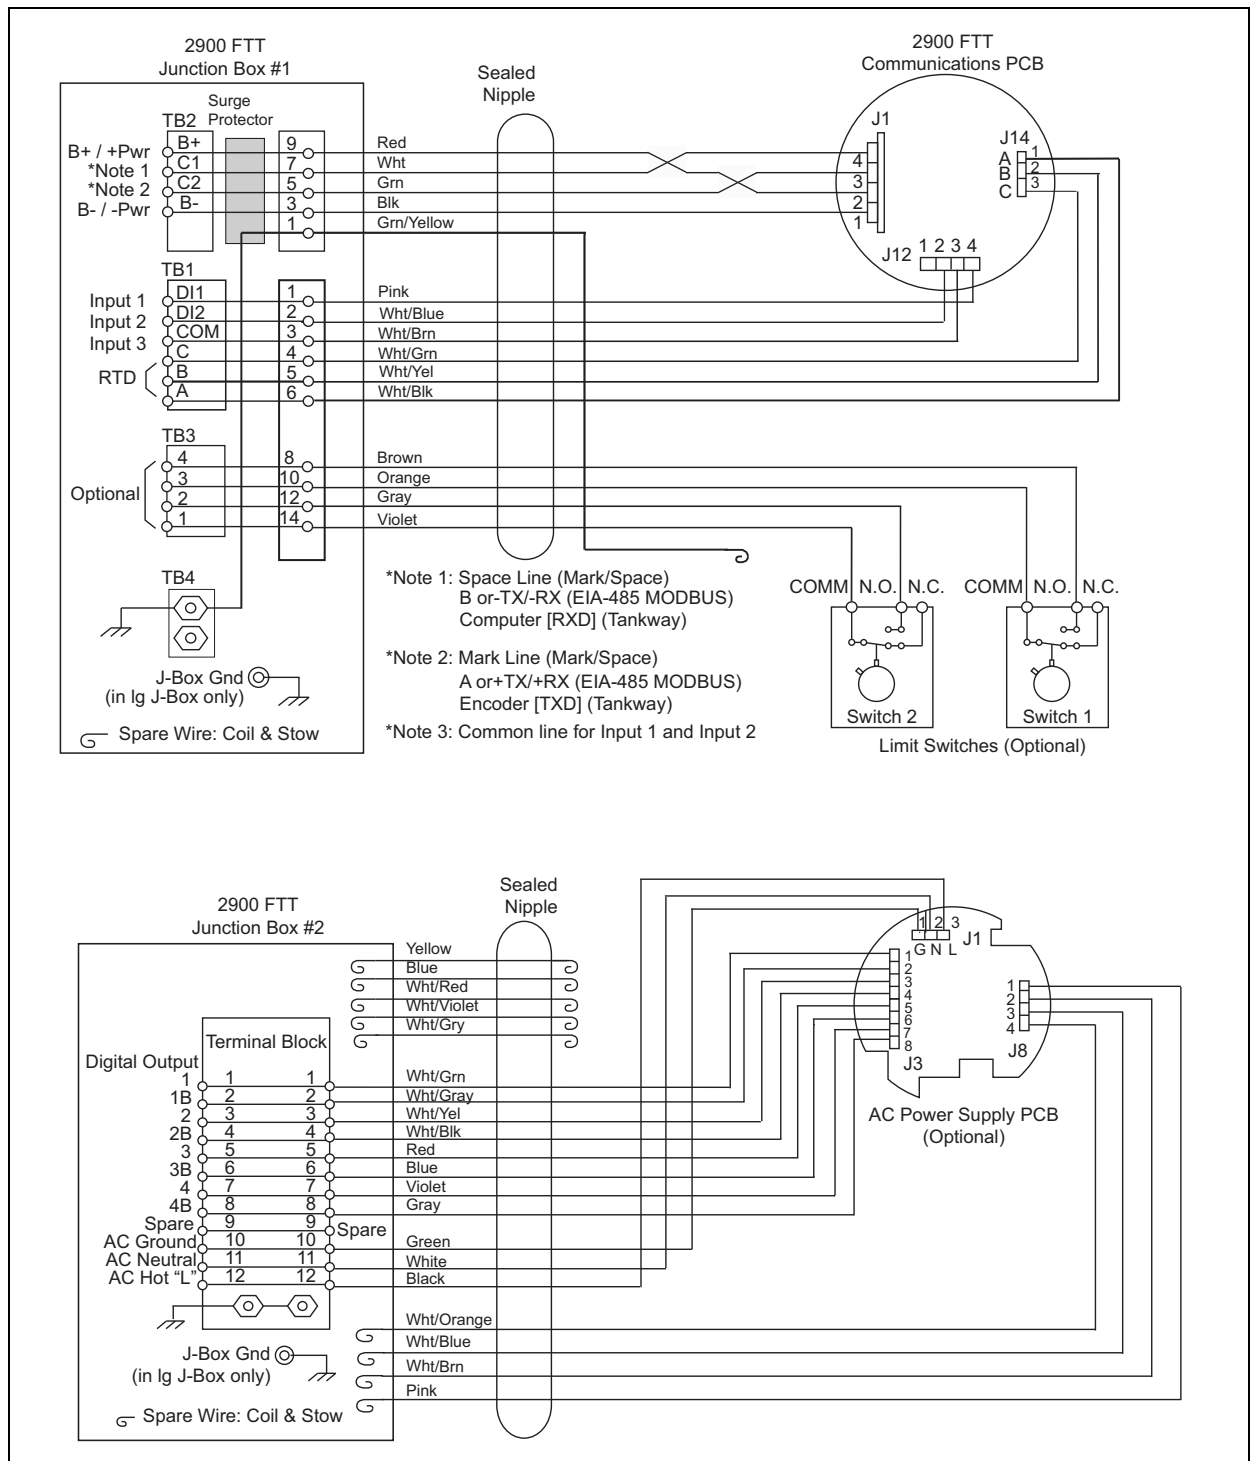 2900 FTT
Junction Box #1
Sealed
Nipple
2900 FTT
Communications PCB
Surge
Protector
TB2
B+ / +Pwr
*Note 1
*Note 2
B- / -Pwr
B+
C1
C2
B-
9
7
5
3
1
Red
Wht
Grn
Blk
Grn/Yellow
J1
4
3
2
1
J14
A 1
B 2
C 3
J12 1 2 3 4
TB1
Input 1
Input 2
Input 3
RTD
DI1
DI2
COM
C
B
A
1
2
3
4
5
6
Pink
Wht/Blue
Wht/Brn
Wht/Grn
Wht/Yel
Wht/Blk
TB3
Optional
4
3
2
1
8
10
12
14
Brown
Orange
Gray
Violet
TB4
J-Box Gnd
(in lg J-Box only)
Spare Wire: Coil & Stow
*Note 1: Space Line (Mark/Space)
B or-TX/-RX (EIA-485 MODBUS)
Computer [RXD] (Tankway)
*Note 2: Mark Line (Mark/Space)
A or+TX/+RX (EIA-485 MODBUS)
Encoder [TXD] (Tankway)
*Note 3: Common line for Input 1 and Input 2
COMM N.O. N.C.
Switch 2
COMM N.O. N.C.
Switch 1
Limit Switches (Optional)
2900 FTT
Junction Box #2
Sealed
Nipple
Yellow
Blue
Wht/Red
Wht/Violet
Wht/Gry
Terminal Block
Digital Output
1 1 1
1B 2 2
2 3 3
2B 4 4
3 5 5
3B 6 6
4 7 7
4B 8 8
Spare 9 9 Spare
AC Ground 10 10
AC Neutral 11 11
AC Hot "L" 12 12
Wht/Grn
Wht/Gray
Wht/Yel
Wht/Blk
Red
Blue
Violet
Gray
Green
White
Black
1 2 3
G N L
J1
1
2
3
4
5
6
7
8
J3
1
2
3
4
J8
AC Power Supply PCB
(Optional)
Wht/Orange
Wht/Blue
Wht/Brn
Pink
J-Box Gnd
(in lg J-Box only)
Spare Wire: Coil & Stow